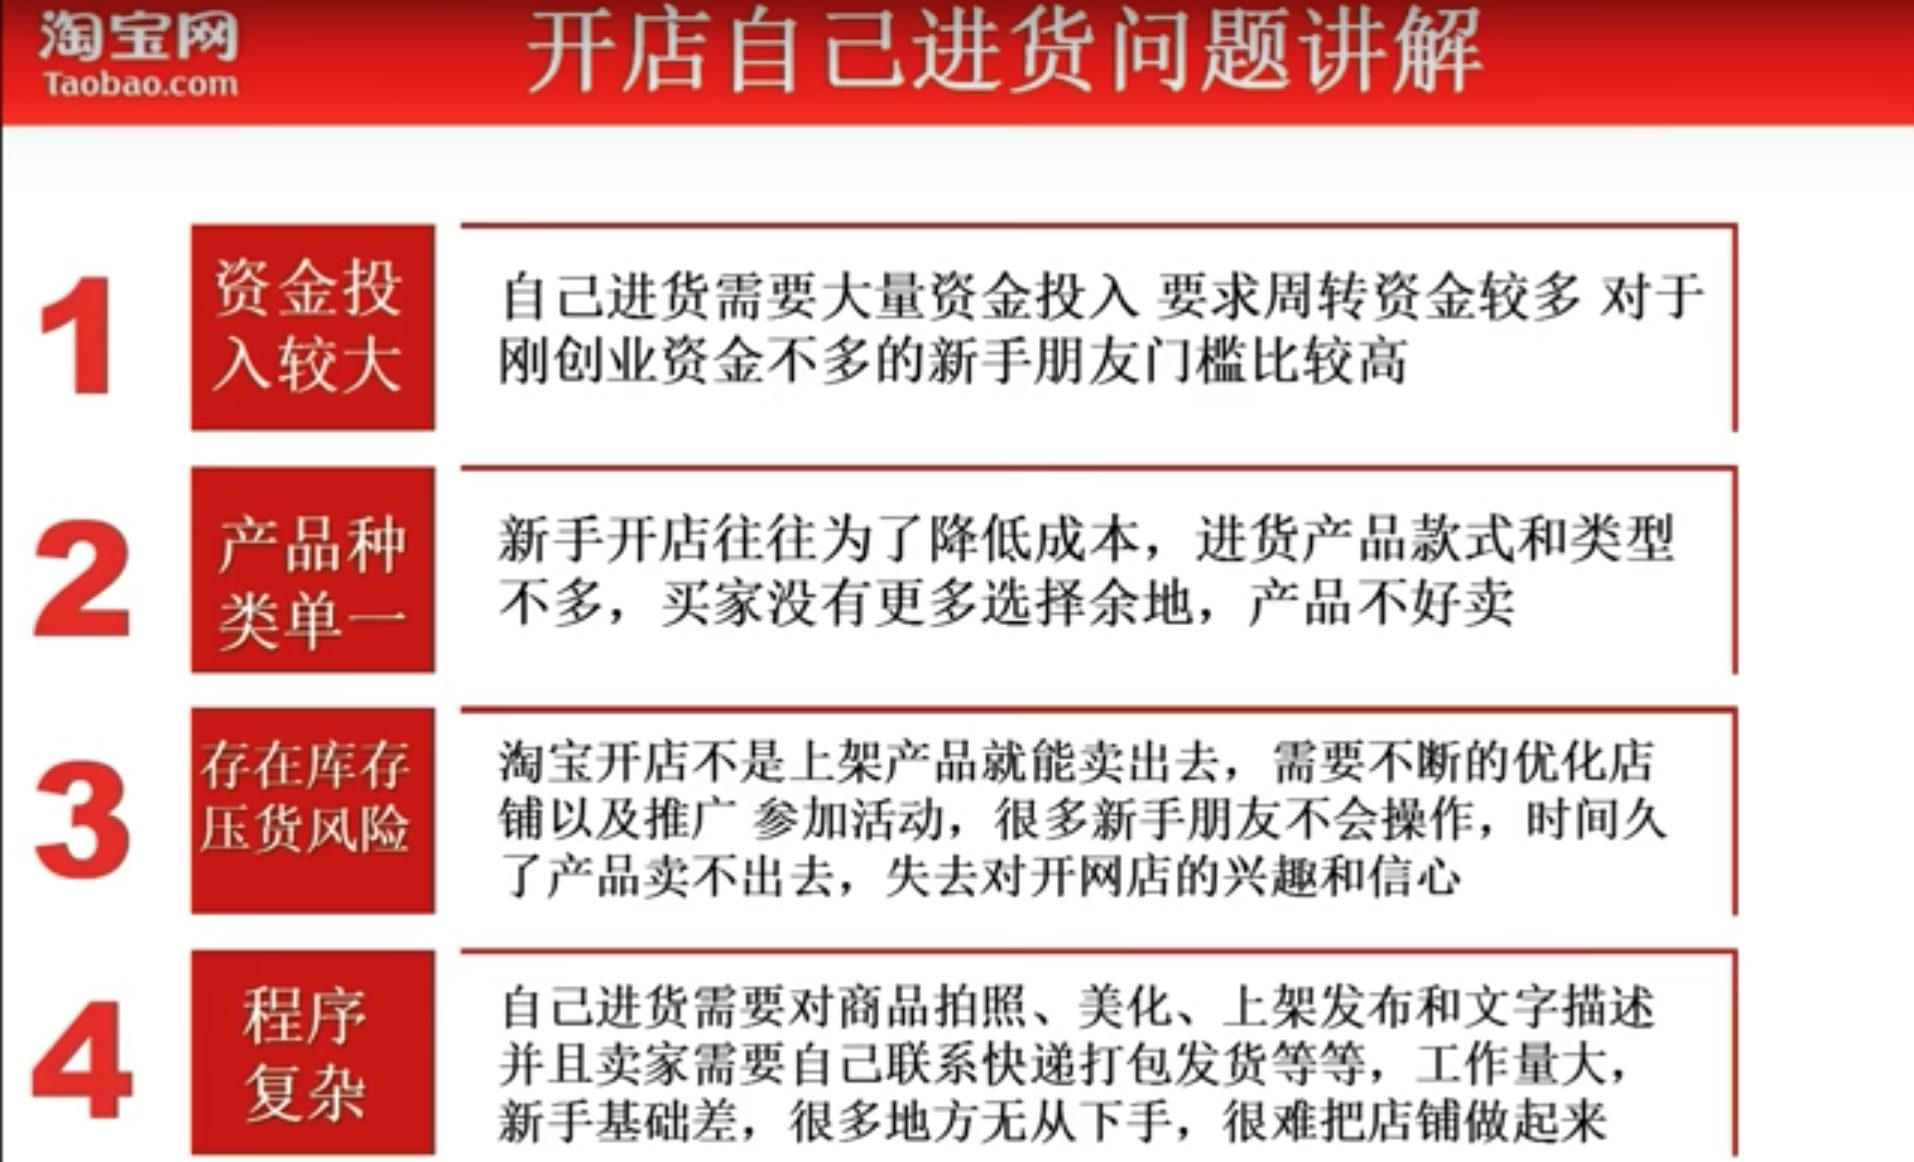 淘宝网
Taobao.com
开店自己进货问题讲解
1
资金投
入较大
自己进货需要大量资金投入 要求周转资金较多 对于
刚创业资金不多的新手朋友门槛比较高
2
产品种
类单一
新手开店往往为了降低成本，进货产品款式和类型
不多，买家没有更多选择余地，产品不好卖
3
存在库存
压货风险
淘宝开店不是上架产品就能卖出去，需要不断的优化店
铺以及推广 参加活动，很多新手朋友不会操作，时间久
了产品卖不出去，失去对开网店的兴趣和信心
4
程序
复杂
自己进货需要对商品拍照、美化、上架发布和文字描述
并且卖家需要自己联系快递打包发货等等，工作量大，
新手基础差，很多地方无从下手，很难把店铺做起来